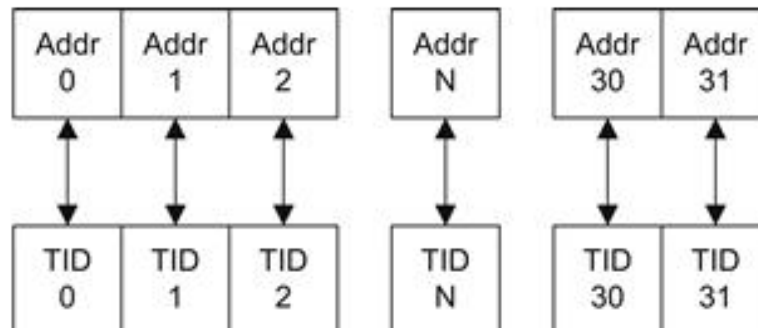 Addr Addr Addr Addr Addr Addr
0 1 2 N 30 31
TID TID TID TID TID TID
0 1 2 N 30 31